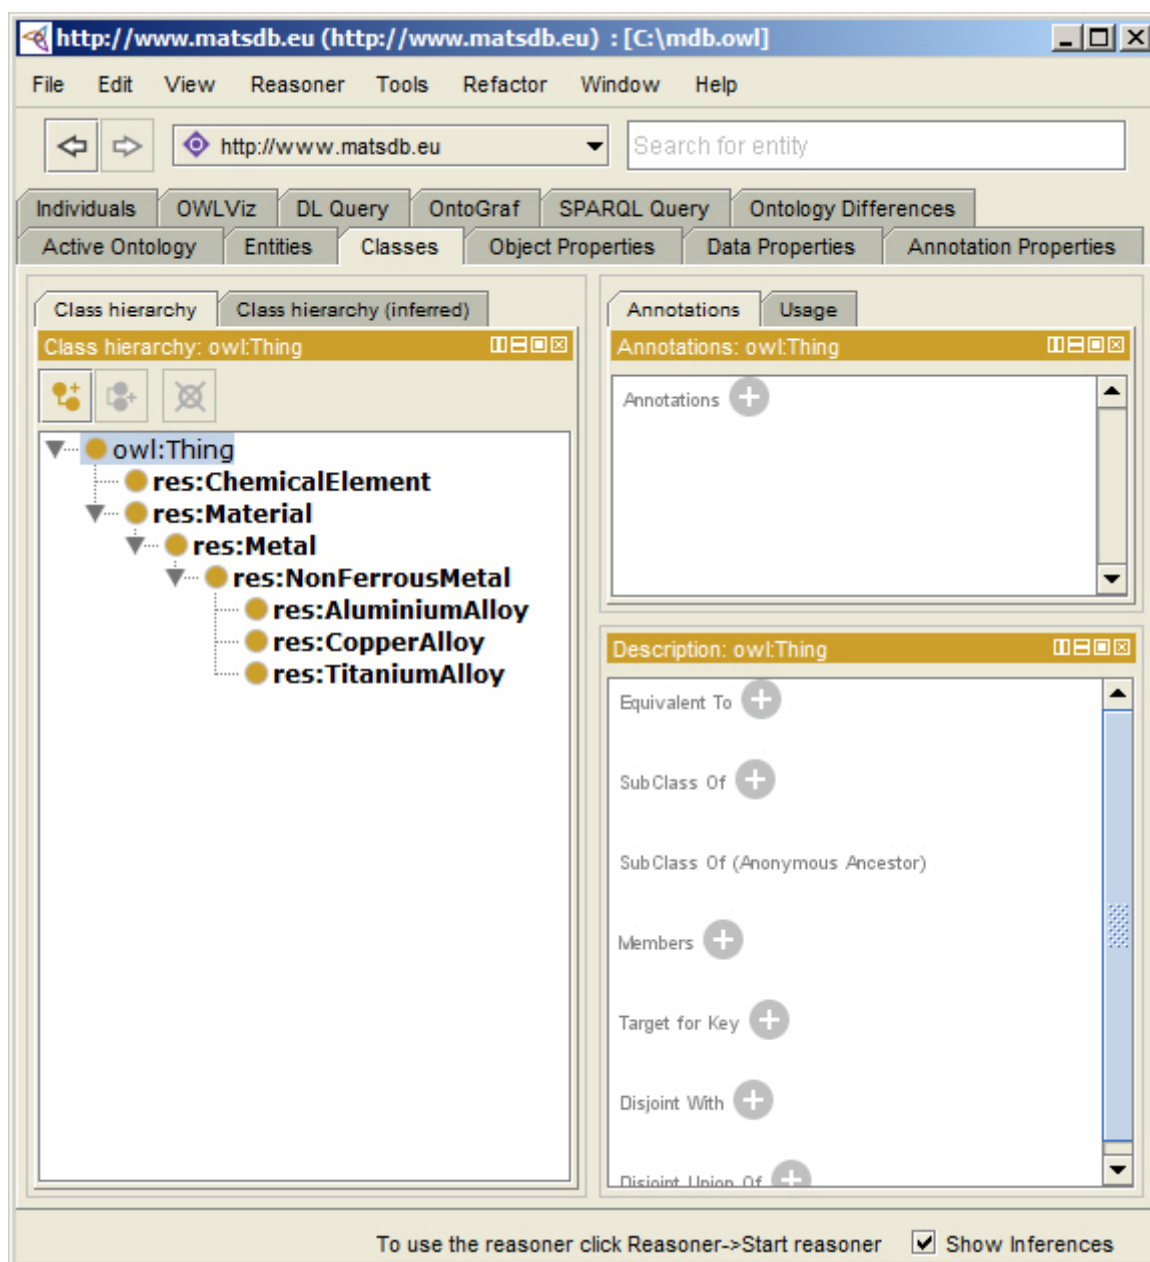 http://www.matsdb.eu (http://www.matsdb.eu) : [C:\mdb.owl]
File Edit View Reasoner Tools Refactor Window Help
http://www.matsdb.eu Search for entity
Individuals OWLViz DL Query OntoGraf SPARQL Query Ontology Differences
Active Ontology Entities Classes Object Properties Data Properties Annotation Properties
Class hierarchy Class hierarchy (inferred)
Class hierarchy: owl:Thing
owl:Thing
res:ChemicalElement
res:Material
res:Metal
res:NonFerrousMetal
res:AluminiumAlloy
res:CopperAlloy
res:TitaniumAlloy
Annotations Usage
Annotations: owl:Thing
Annotations
Description: owl:Thing
Equivalent To
SubClass Of
SubClass Of (Anonymous Ancestor)
Members
Target for Key
Disjoint With
Disjoint Union Of
To use the reasoner click Reasoner->Start reasoner Show Inferences